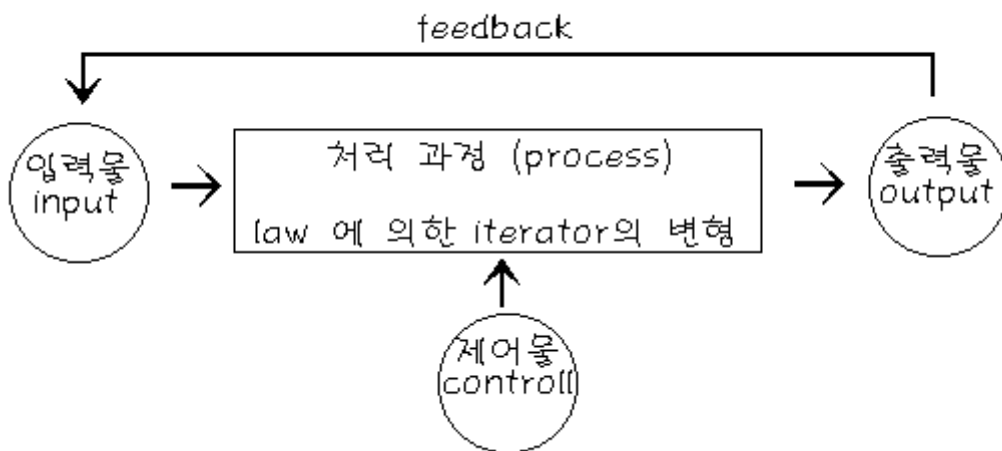 feedback
입력물
input
처리 과정 (process)
law 에 의한 iterator의 변형
출력물
output
제어물
controll